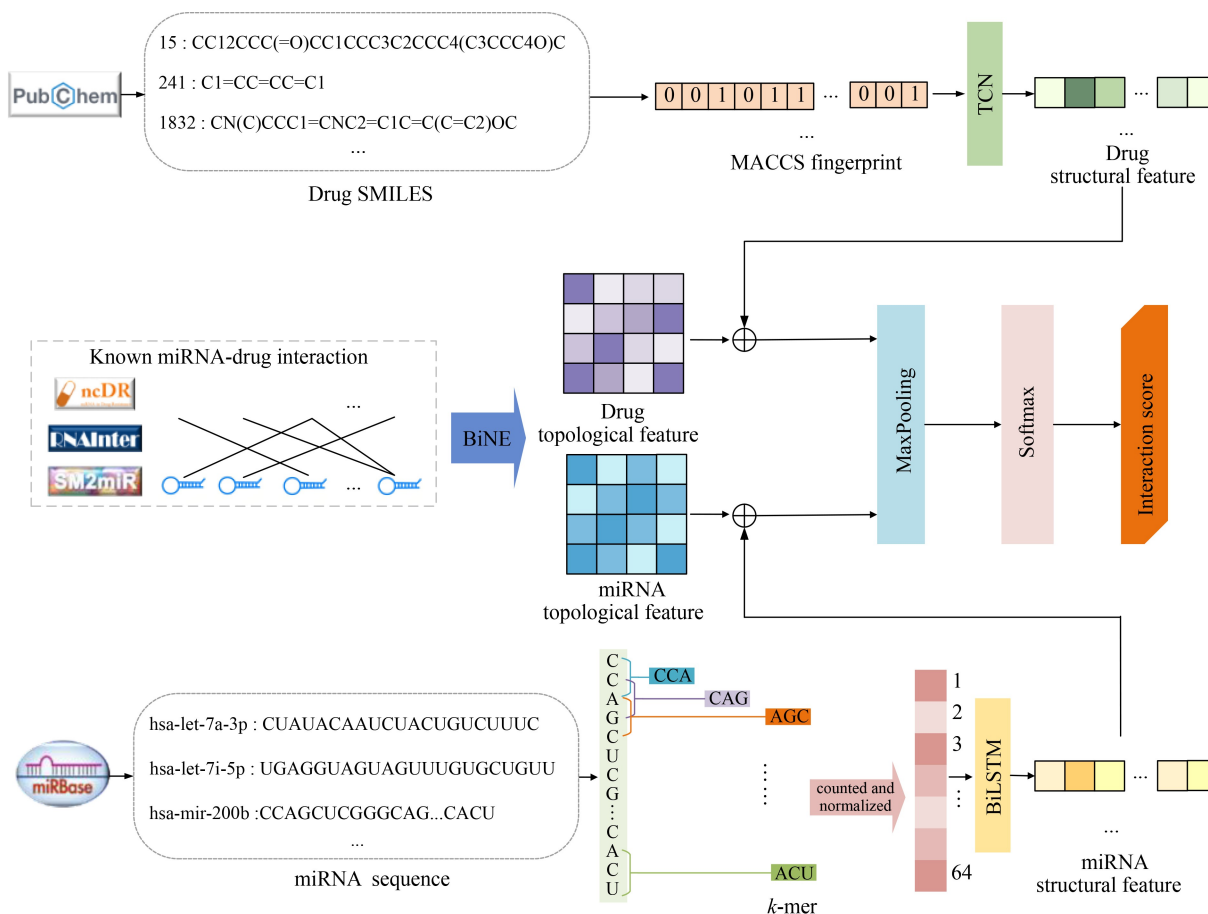 15 : CC12CCC(=O)CC1CCC3C2CCC4(C3CCC4O)C
PubChem
241 : C1=CC=CC=C1
1832 : CN(C)CCC1=CNC2=C1C=C(C=C2)OC
...
Drug SMILES
0 0 1 0 1 1 ... 0 0 1
...
MACCS fingerprint
TCN
...
...
Drug
structural feature
Known miRNA-drug interaction
ncDR
RNAInter
SM2miR
...
...
BiNE
Drug
topological feature
miRNA
topological feature
MaxPooling
Softmax
Interaction score
miRBase
hsa-let-7a-3p : CUAUACAAUCUACUGUCUUUC
hsa-let-7i-5p : UGAGGUAGUAGUUUGUGCUGUU
hsa-mir-200b :CCAGCUCGGGCAG...CACU
...
miRNA sequence
C
C
A
G
C
U
C
G
...
C
A
C
U
CCA
CAG
AGC
......
ACU
k-mer
counted and
normalized
1
2
3
...
64
BiLSTM
...
...
miRNA
structural feature